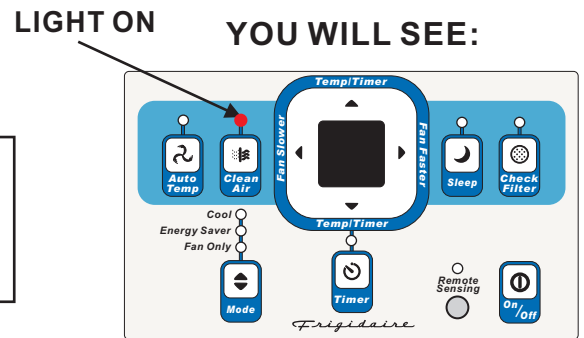 LIGHT ON
YOU WILL SEE:
Temp/Timer
Fan Slower
Fan Faster
Auto
Temp
Clean
Air
Sleep
Check
Filter
Temp/Timer
Cool
Energy Saver
Fan Only
Mode
Timer
Remote
Sensing
On/Off
Frigidaire